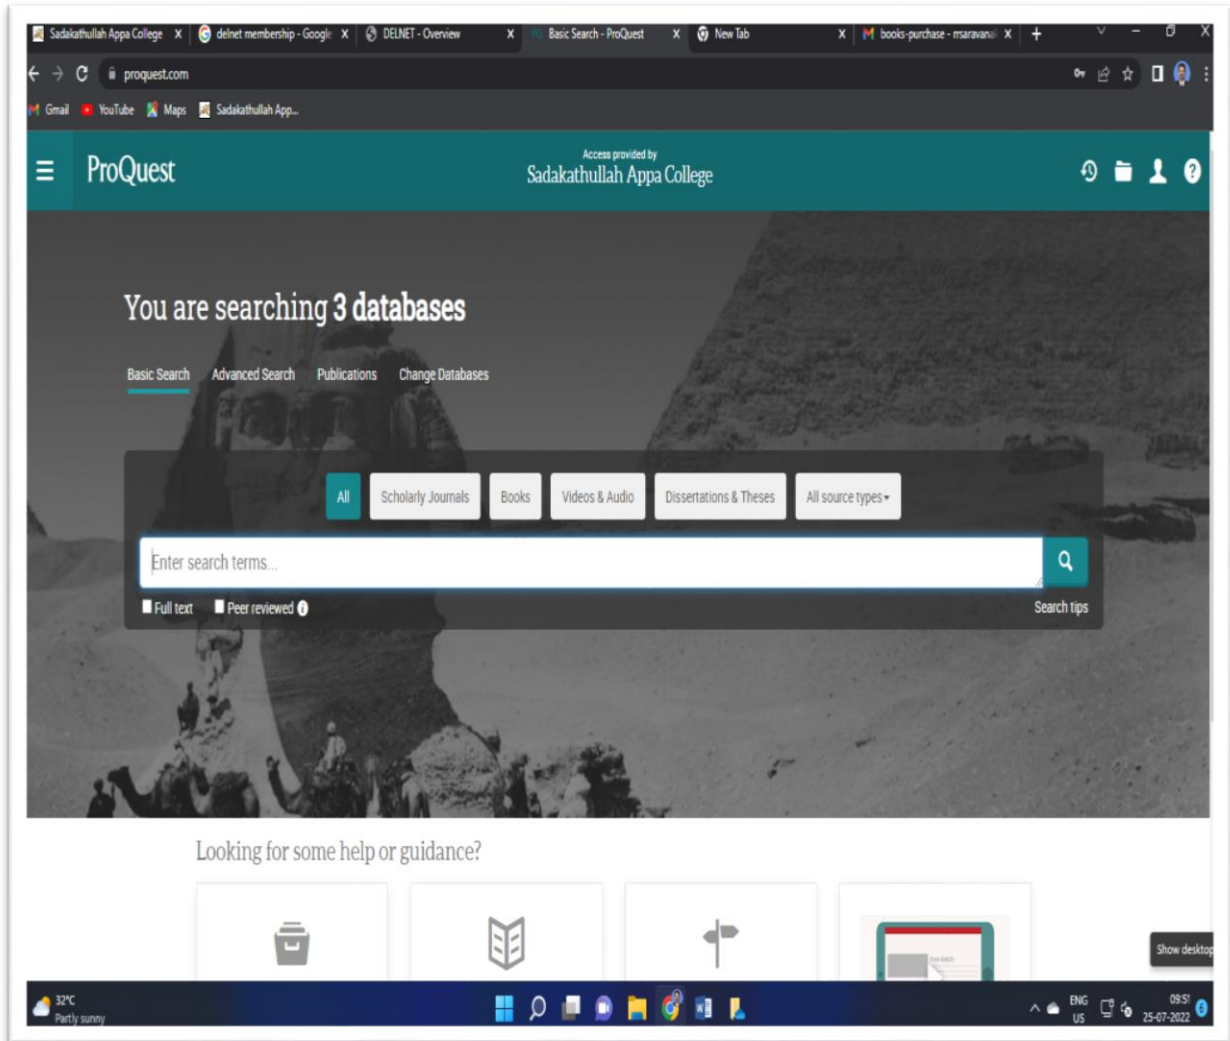 Sadakathullah Appa College X delnet membership - Google X DELNET - Overview X Basic Search - ProQuest X New Tab X books-purchase - rrsaravana X +
proquest.com
Gmail YouTube Maps Sadakathullah App...
ProQuest
Access provided by
Sadakathullah Appa College
You are searching 3 databases
Basic Search Advanced Search Publications Change Databases
All Scholarly Journals Books Videos & Audio Dissertations & Theses All source types
Enter search terms...
Full text Peer reviewed
Search tips
Looking for some help or guidance?
Show desktop
32°C
Partly sunny
ENG
US
09:51
25-07-2022